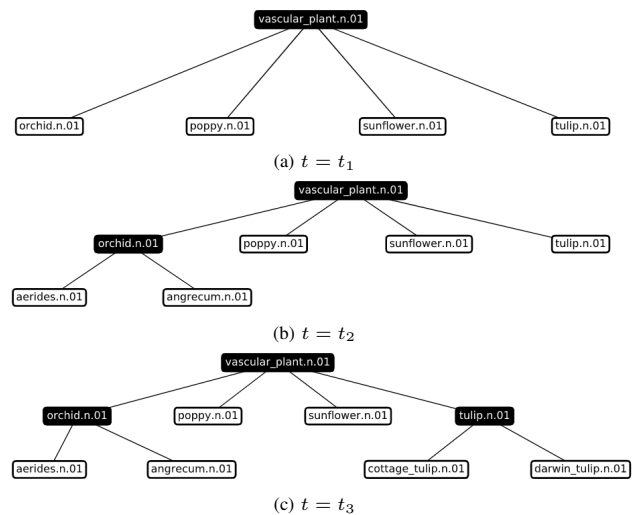 vascular_plant.n.01
orchid.n.01 poppy.n.01 sunflower.n.01 tulip.n.01
(a) t = t₁
vascular_plant.n.01
orchid.n.01 poppy.n.01 sunflower.n.01 tulip.n.01
aerides.n.01 angrecum.n.01
(b) t = t₂
vascular_plant.n.01
orchid.n.01 poppy.n.01 sunflower.n.01 tulip.n.01
aerides.n.01 angrecum.n.01 cottage_tulip.n.01 darwin_tulip.n.01
(c) t = t₃